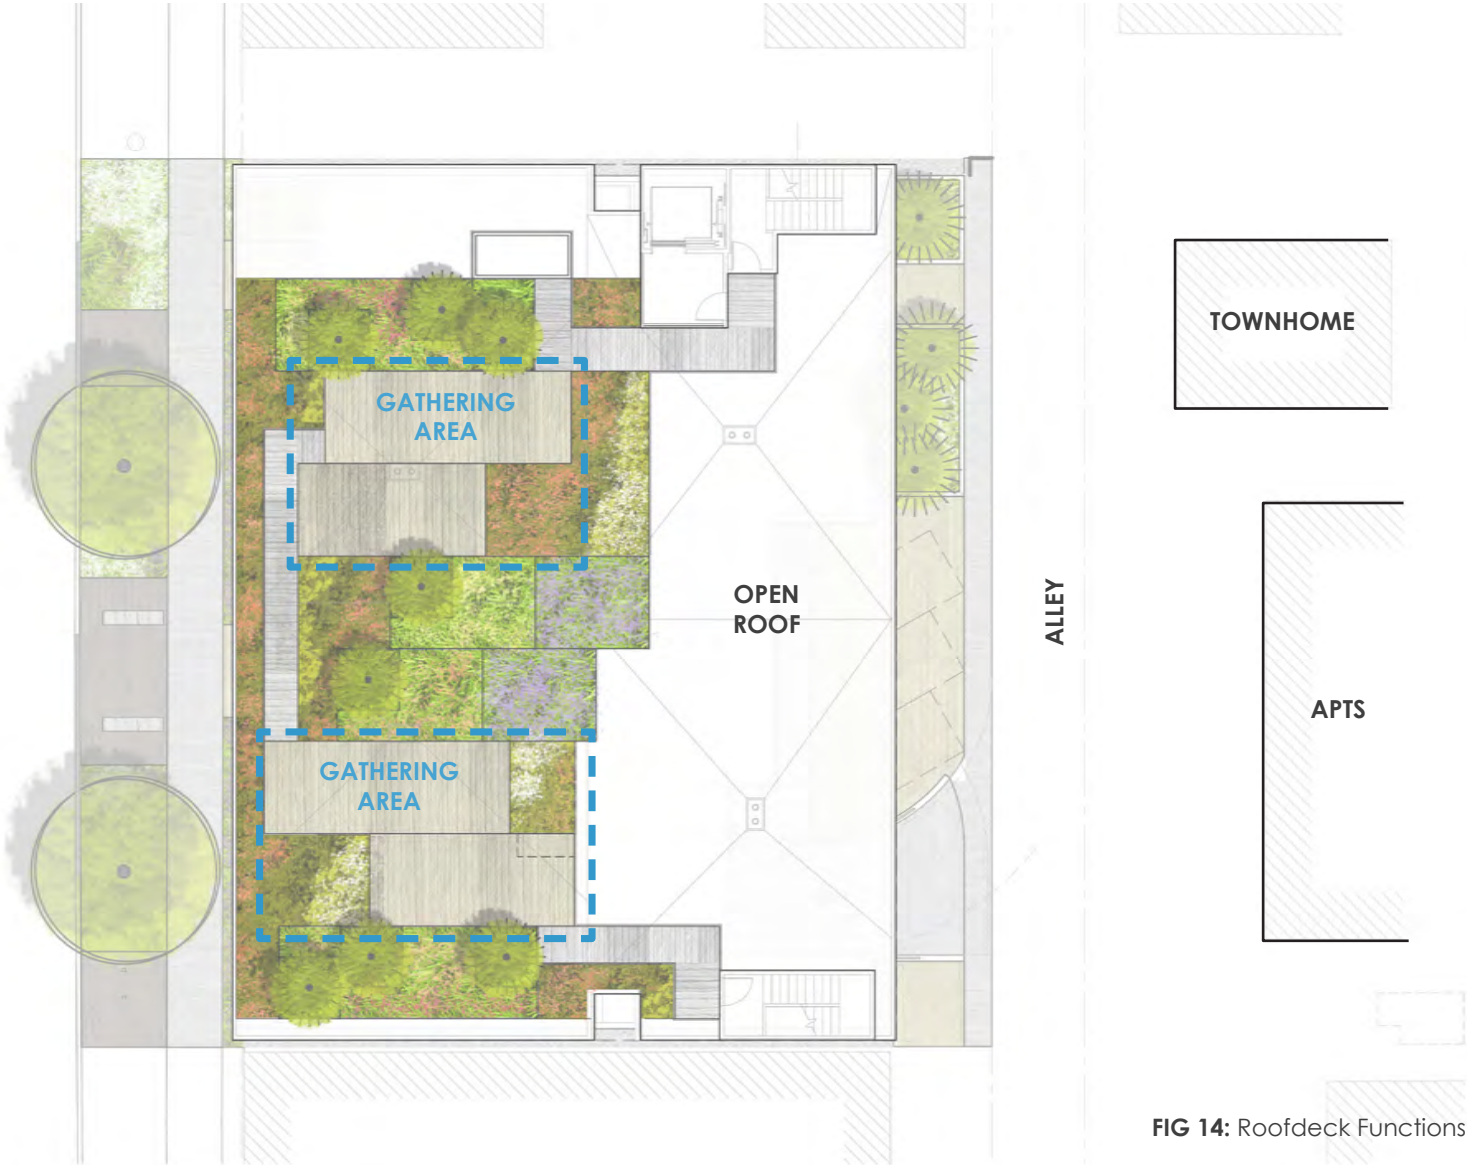 TOWNHOME
GATHERING
AREA
OPEN
ROOF
ALLEY
APTS
GATHERING
AREA
FIG 14: Roofdeck Functions